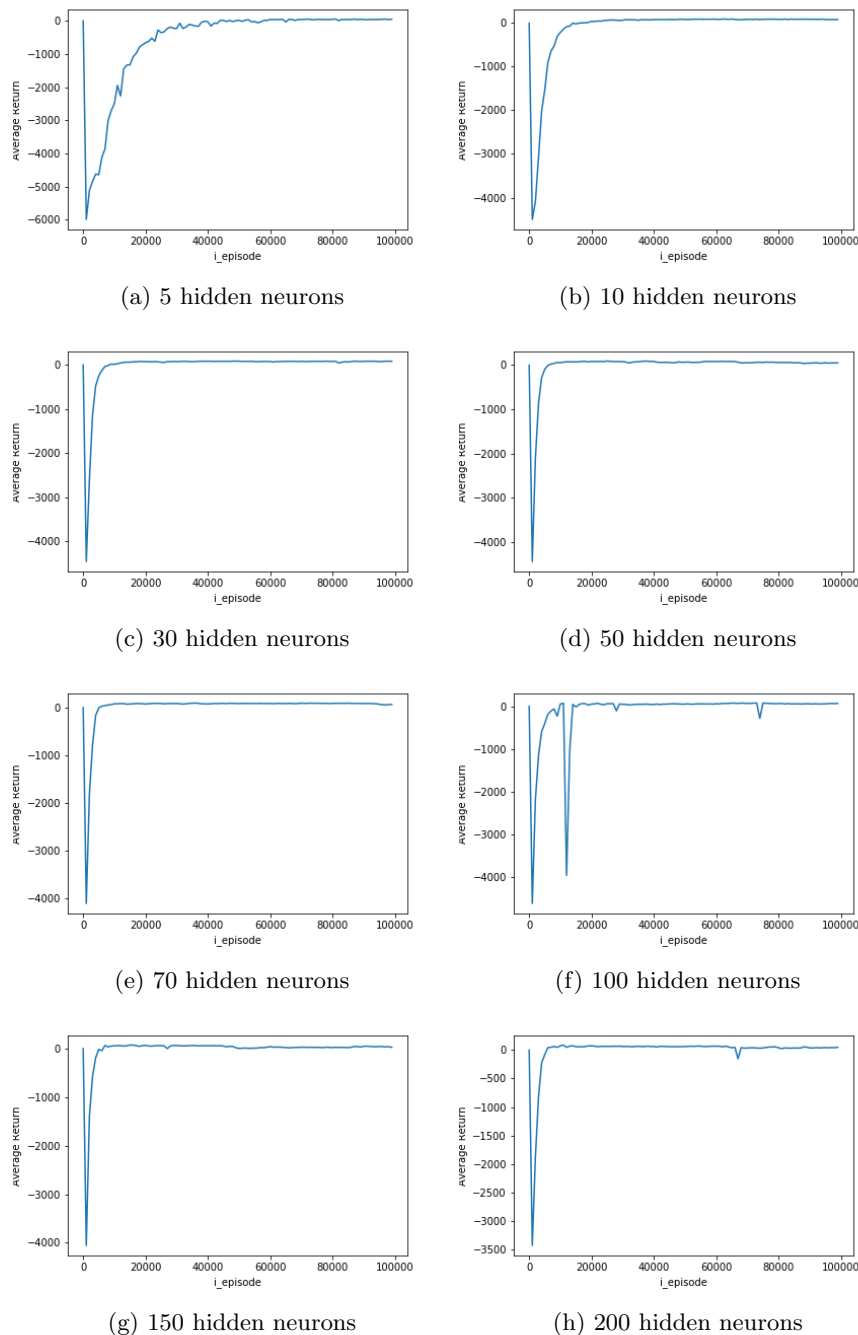 0
−1000
−2000
−3000
−4000
−5000
−6000
Average Return
0 20000 40000 60000 80000 100000
i_episode
(a) 5 hidden neurons
0
−1000
−2000
−3000
−4000
Average Return
0 20000 40000 60000 80000 100000
i_episode
(b) 10 hidden neurons
0
−1000
−2000
−3000
−4000
Average Return
0 20000 40000 60000 80000 100000
i_episode
(c) 30 hidden neurons
0
−1000
−2000
−3000
−4000
Average Return
0 20000 40000 60000 80000 100000
i_episode
(d) 50 hidden neurons
0
−1000
−2000
−3000
−4000
Average Return
0 20000 40000 60000 80000 100000
i_episode
(e) 70 hidden neurons
0
−1000
−2000
−3000
−4000
Average Return
0 20000 40000 60000 80000 100000
i_episode
(f) 100 hidden neurons
0
−1000
−2000
−3000
−4000
Average Return
0 20000 40000 60000 80000 100000
i_episode
(g) 150 hidden neurons
0
−500
−1000
−1500
−2000
−2500
−3000
−3500
Average Return
0 20000 40000 60000 80000 100000
i_episode
(h) 200 hidden neurons